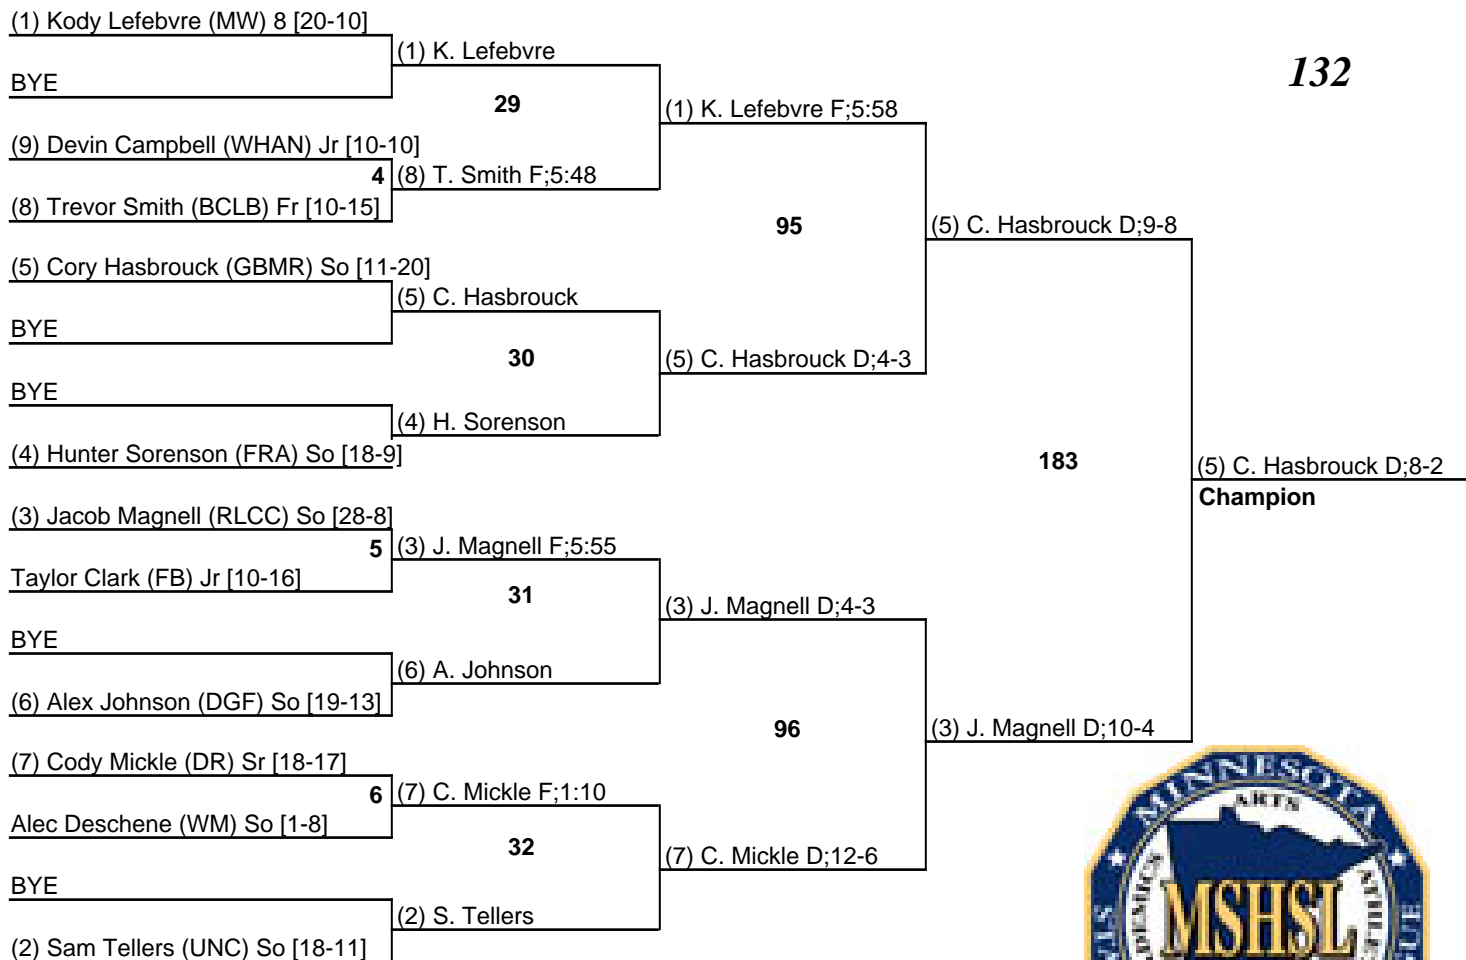 (1) Kody Lefebvre (MW) 8 [20-10]
(1) K. Lefebvre
132
BYE
29
(1) K. Lefebvre F;5:58
(9) Devin Campbell (WHAN) Jr [10-10]
4
(8) T. Smith F;5:48
(8) Trevor Smith (BCLB) Fr [10-15]
95
(5) C. Hasbrouck D;9-8
(5) Cory Hasbrouck (GBMR) So [11-20]
(5) C. Hasbrouck
BYE
30
(5) C. Hasbrouck D;4-3
BYE
(4) H. Sorenson
(4) Hunter Sorenson (FRA) So [18-9]
183
(5) C. Hasbrouck D;8-2
Champion
(3) Jacob Magnell (RLCC) So [28-8]
5
(3) J. Magnell F;5:55
Taylor Clark (FB) Jr [10-16]
31
(3) J. Magnell D;4-3
BYE
(6) A. Johnson
(6) Alex Johnson (DGF) So [19-13]
96
(3) J. Magnell D;10-4
(7) Cody Mickle (DR) Sr [18-17]
6
(7) C. Mickle F;1:10
Alec Deschene (WM) So [1-8]
32
(7) C. Mickle D;12-6
BYE
(2) S. Tellers
(2) Sam Tellers (UNC) So [18-11]
MINNESOTA
ARTS
MSHSL